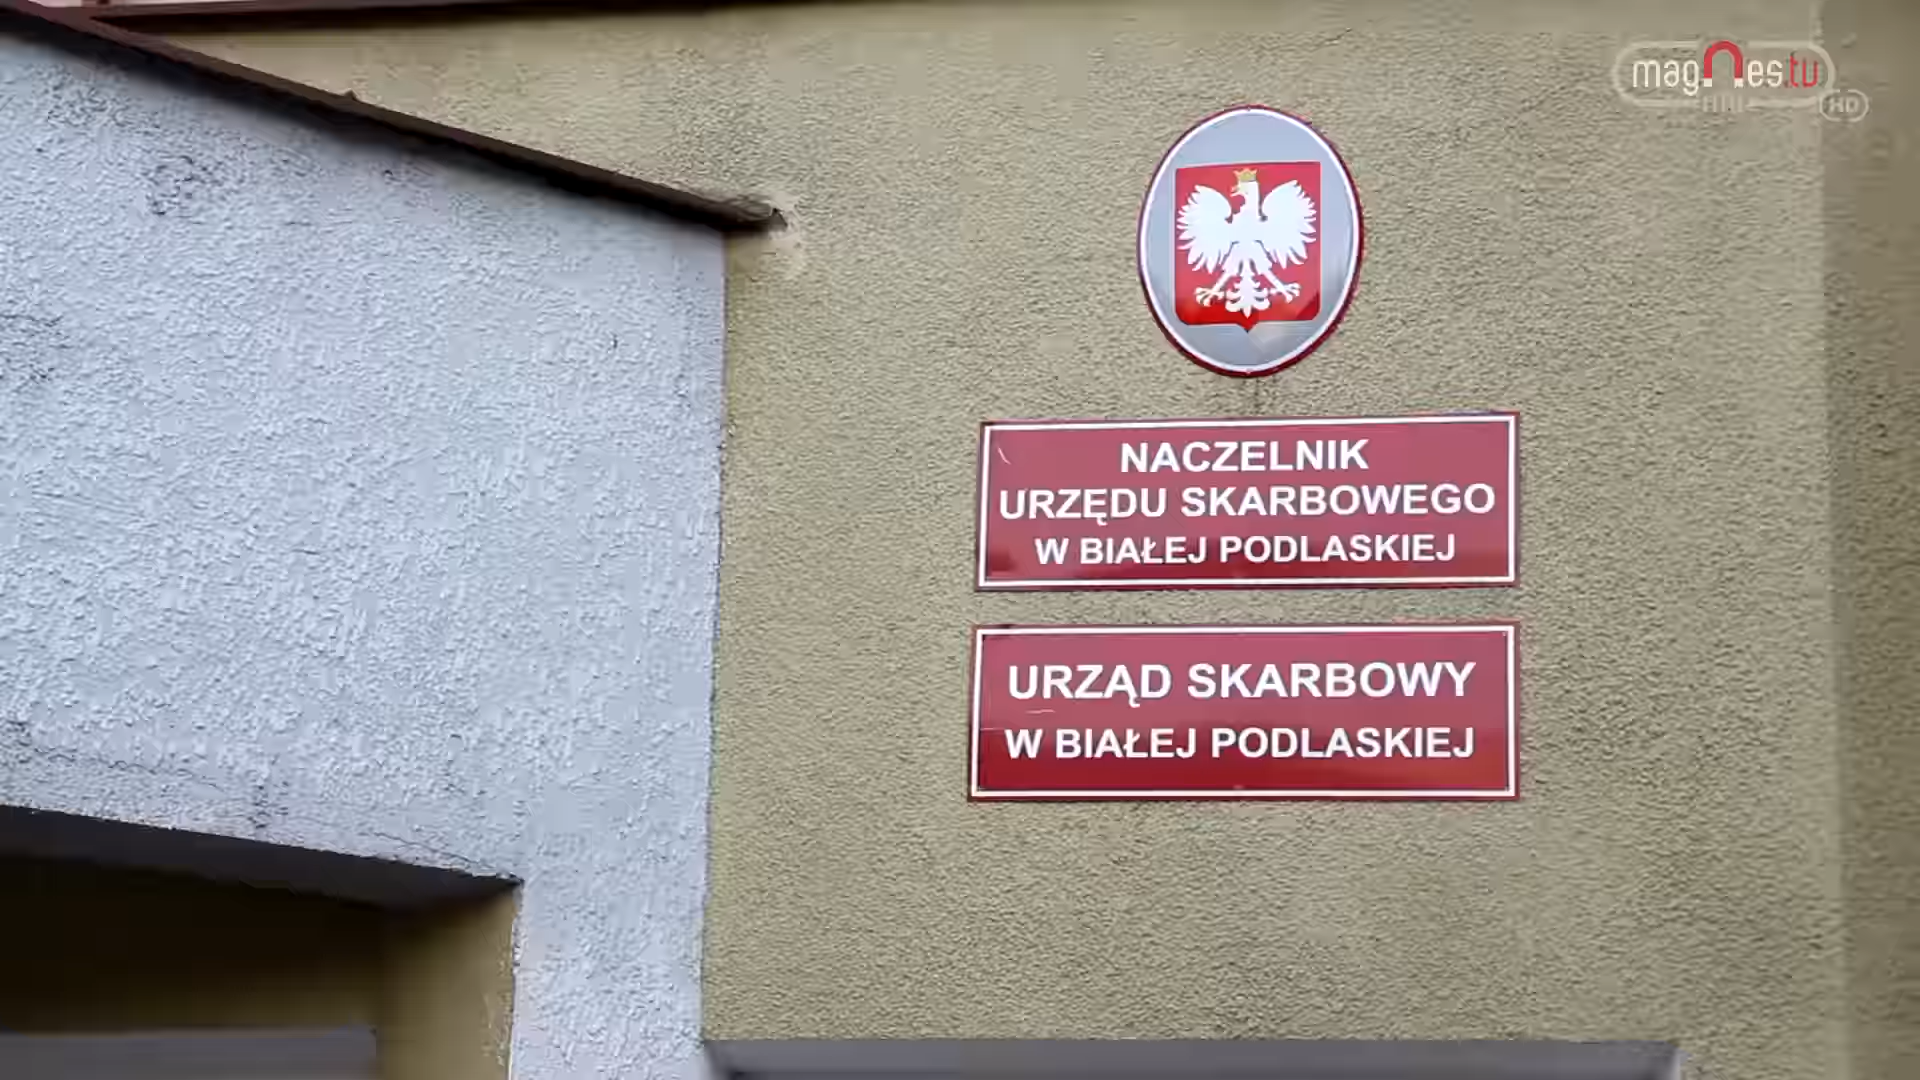 magnes.tv
HD
NACZELNIK
URZĘDU SKARBOWEGO
W BIAŁEJ PODLASKIEJ
URZĄD SKARBOWY
W BIAŁEJ PODLASKIEJ